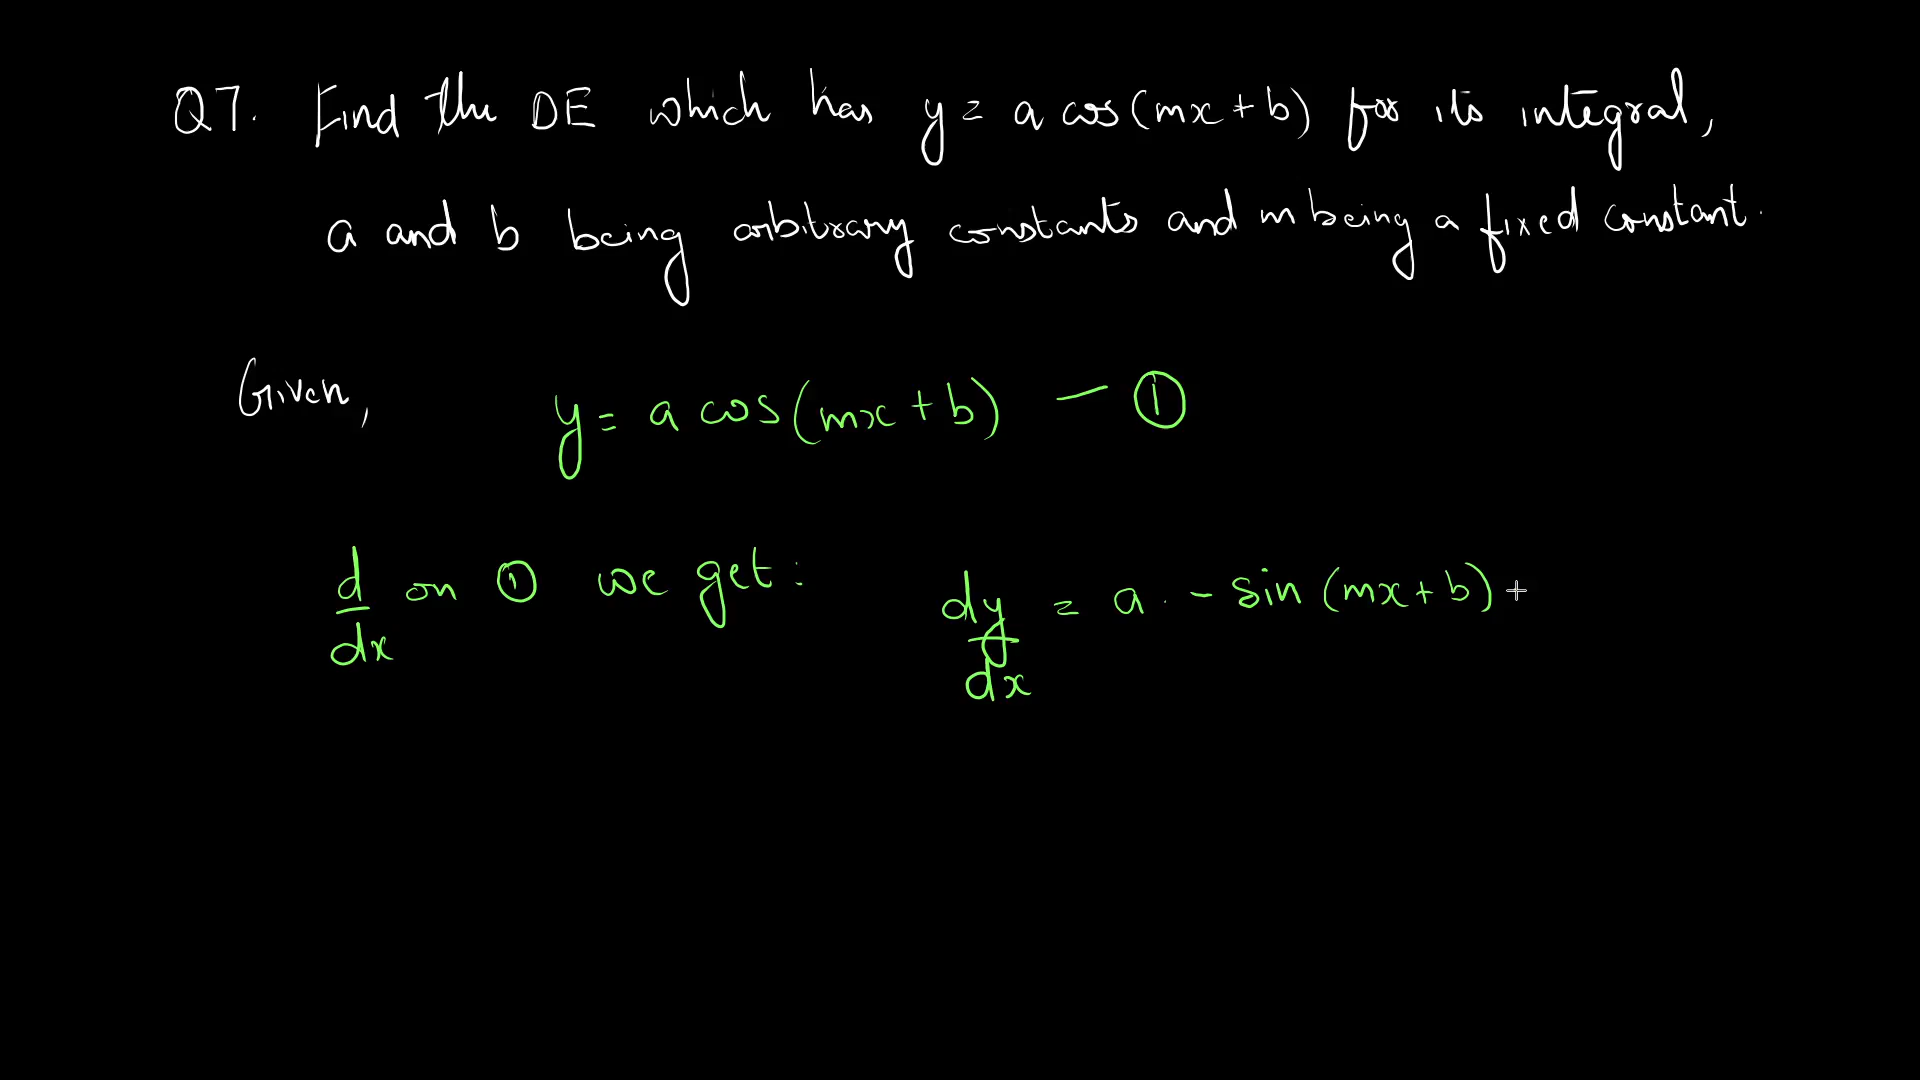 Q7. Find the DE which has y = a cos(mx+b) for its integral,
a and b being arbitrary constants and m being a fixed constant.
Given, y = a cos(mx+b) — ①
d/dx on ① we get: dy/dx = a · - sin(mx+b)